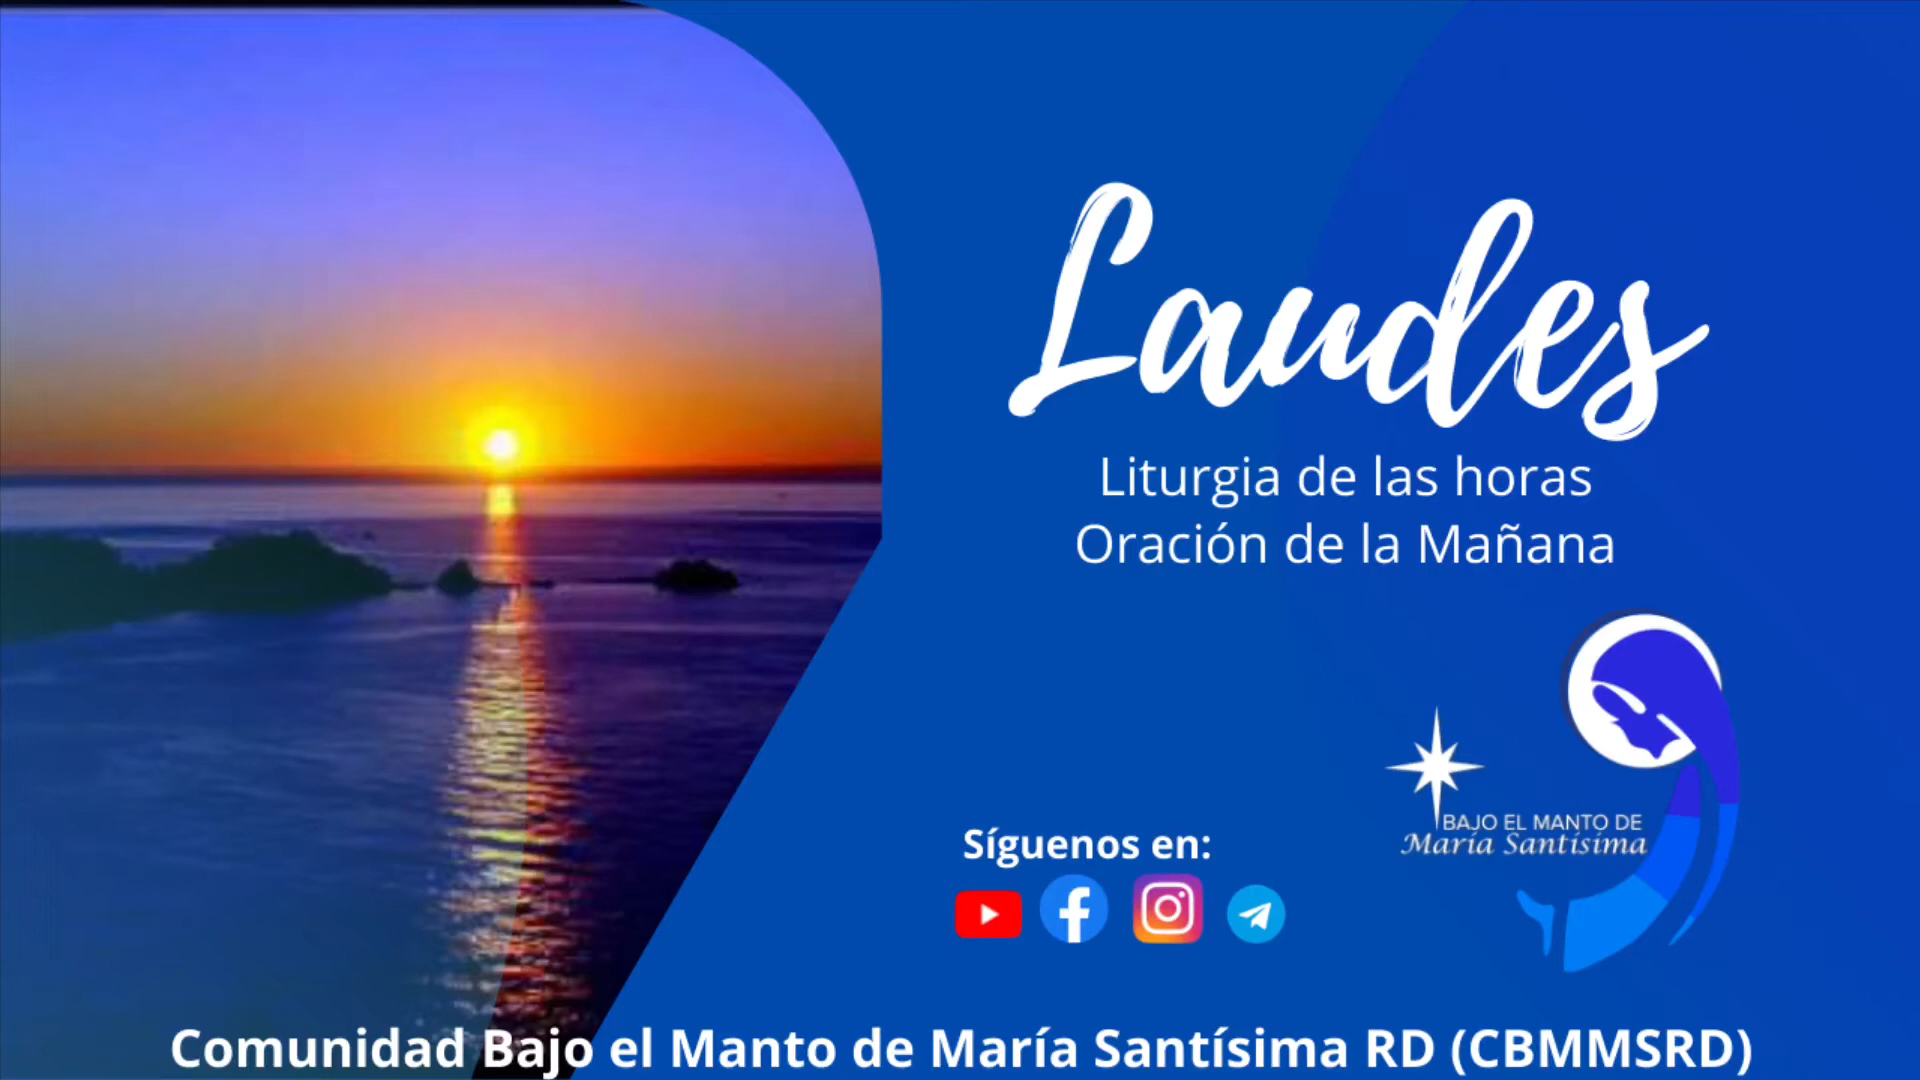 Laudes
Liturgia de las horas
Oración de la Mañana
BAJO EL MANTO DE
María Santísima
Síguenos en:
Comunidad Bajo el Manto de María Santísima RD (CBMMSRD)